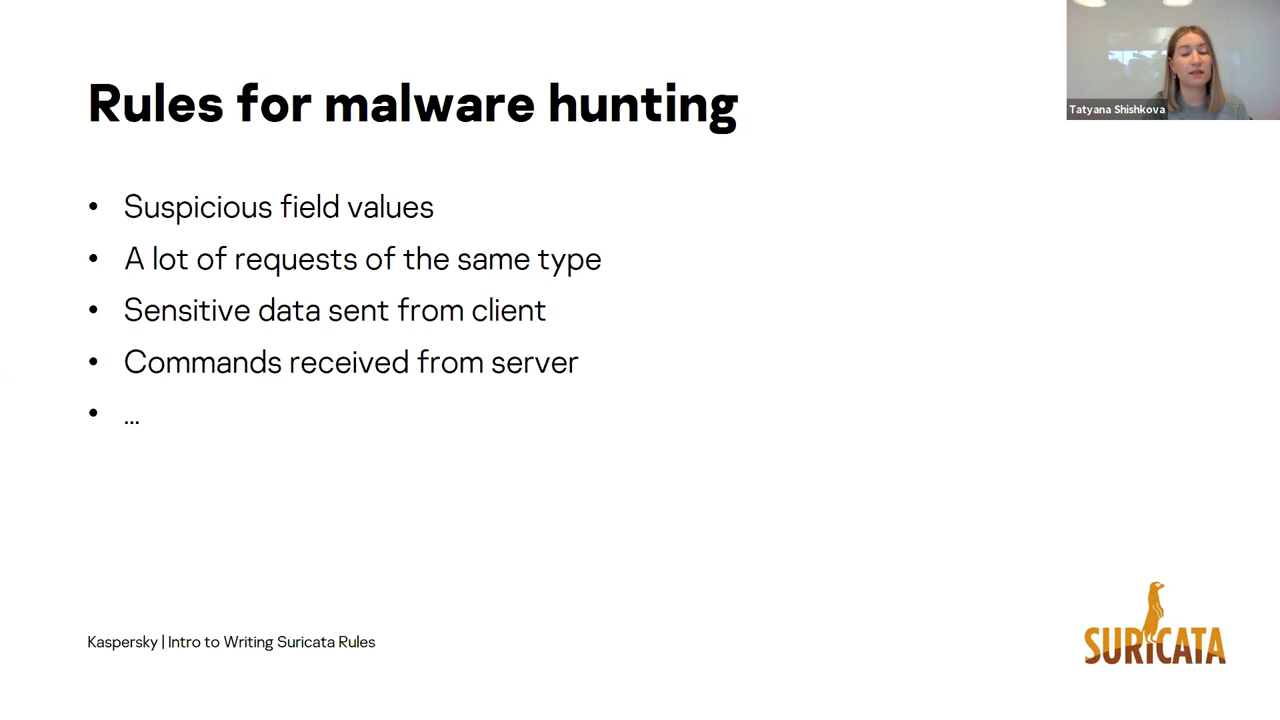 Rules for malware hunting
Tatyana Shishkova
• Suspicious field values
• A lot of requests of the same type
• Sensitive data sent from client
• Commands received from server
• ...
Kaspersky | Intro to Writing Suricata Rules
SURICATA